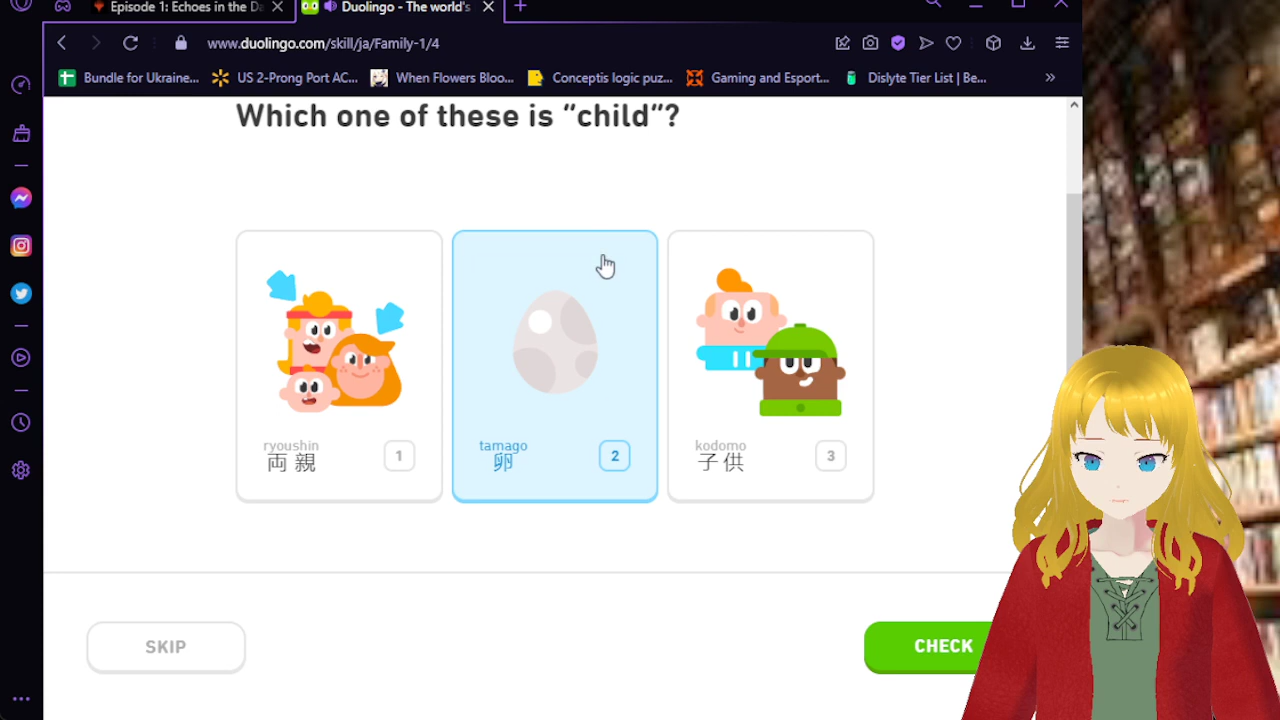 Episode 1: Echoes in the Da
Duolingo - The world's
www.duolingo.com/skill/ja/Family-1/4
Bundle for Ukraine...
US 2-Prong Port AC...
When Flowers Bloo...
Conceptis logic puz...
Gaming and Esport...
Dislyte Tier List | Be...
Which one of these is “child”?
ryoushin
両親
1
tamago
卵
2
kodomo
子供
3
SKIP
CHECK